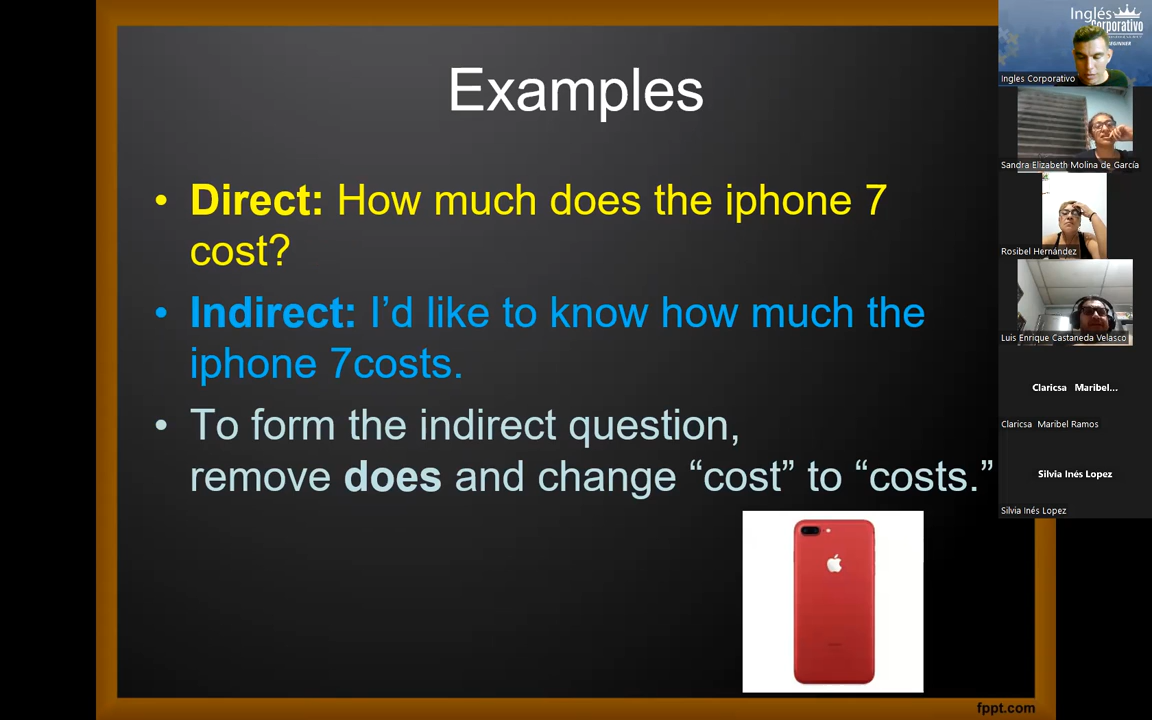 Examples
• Direct: How much does the iphone 7
cost?
• Indirect: I’d like to know how much the
iphone 7costs.
• To form the indirect question,
remove does and change “cost” to “costs.”
fppt.com
Inglés
Corporativo
Ingles Corporativo
Sandra Elizabeth Molina de García
Rosibel Hernández
Luis Enrique Castaneda Velasco
Claricsa Maribel...
Claricsa Maribel Ramos
Silvia Inés Lopez
Silvia Inés Lopez